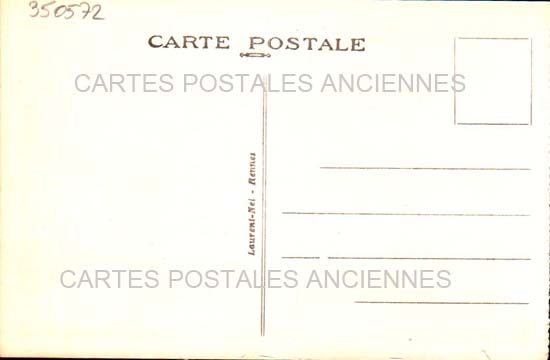 350572
CARTE POSTALE
CARTES POSTALES ANCIENNES
Laurent-Nel - Rennes
CARTES POSTALES ANCIENNES